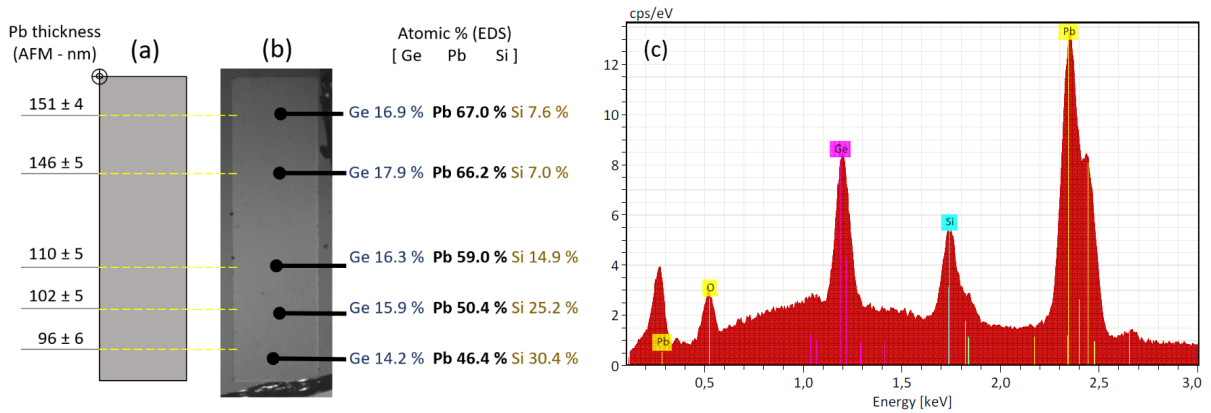 Pb thickness
(AFM - nm)
(a)
(b)
Atomic % (EDS)
[ Ge Pb Si ]
151 ± 4
Ge 16.9 % Pb 67.0 % Si 7.6 %
146 ± 5
Ge 17.9 % Pb 66.2 % Si 7.0 %
110 ± 5
Ge 16.3 % Pb 59.0 % Si 14.9 %
102 ± 5
Ge 15.9 % Pb 50.4 % Si 25.2 %
96 ± 6
Ge 14.2 % Pb 46.4 % Si 30.4 %
cps/eV
(c)
Pb
12
10
Ge
8
6
Si
4
O
2
Pb
0
0,5 1,0 1,5 2,0 2,5 3,0
Energy [keV]